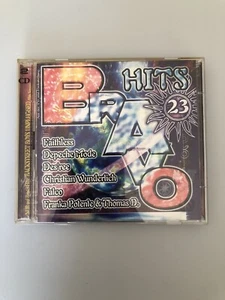 HITS
23
BRAVO
Faithless
Depeche Mode
Des'ree
Christian Wunderlich
Falco
Franka Potente & Thomas D.